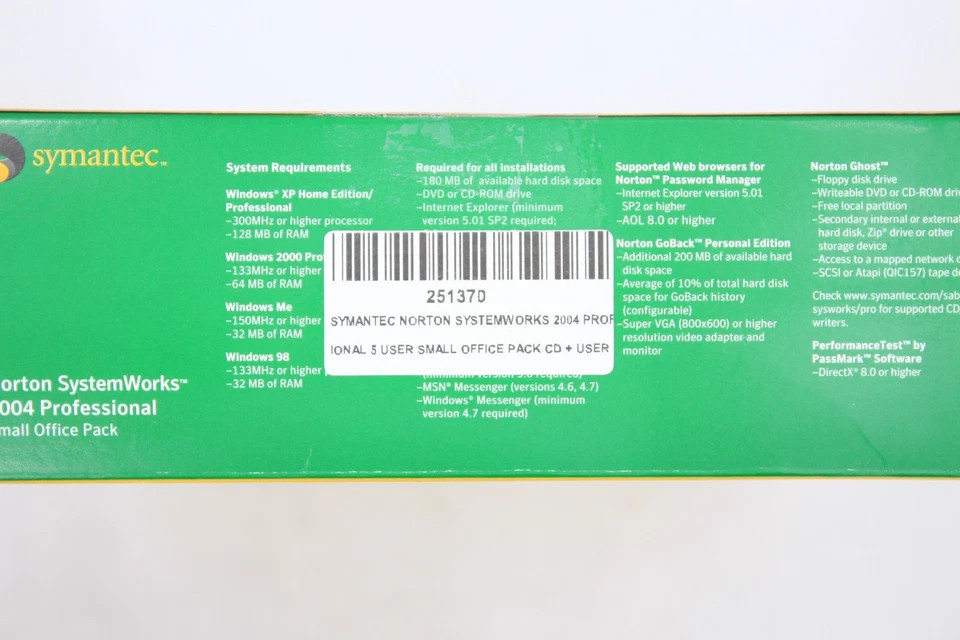 symantec™
orton SystemWorks™
004 Professional
mall Office Pack
System Requirements
Windows® XP Home Edition/
Professional
–300MHz or higher processor
–128 MB of RAM
Windows 2000 Pro
–133MHz or higher
–64 MB of RAM
Windows Me
–150MHz or higher
–32 MB of RAM
Windows 98
–133MHz or higher
–32 MB of RAM
Required for all Installations
–180 MB of available hard disk space
–DVD or CD-ROM drive
–Internet Explorer (minimum
version 5.01 SP2 required;
251370
SYMANTEC NORTON SYSTEMWORKS 2004 PROF
IONAL 5 USER SMALL OFFICE PACK CD + USER
–MSN® Messenger (versions 4.6, 4.7)
–Windows® Messenger (minimum
version 4.7 required)
Supported Web browsers for
Norton™ Password Manager
–Internet Explorer version 5.01
SP2 or higher
–AOL 8.0 or higher
Norton GoBack™ Personal Edition
–Additional 200 MB of available hard
disk space
–Average of 10% of total hard disk
space for GoBack history
(configurable)
–Super VGA (800x600) or higher
resolution video adapter and
monitor
Norton Ghost™
–Floppy disk drive
–Writeable DVD or CD-ROM driv
–Free local partition
–Secondary internal or external
hard disk, Zip® drive or other
storage device
–Access to a mapped network
–SCSI or Atapi (QIC157) tape de
Check www.symantec.com/sab
sysworks/pro for supported CD
writers.
PerformanceTest™ by
PassMark™ Software
–DirectX® 8.0 or higher